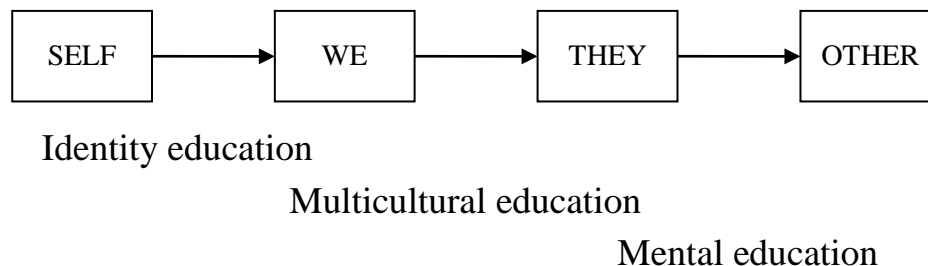 SELF WE THEY OTHER
Identity education
Multicultural education
Mental education